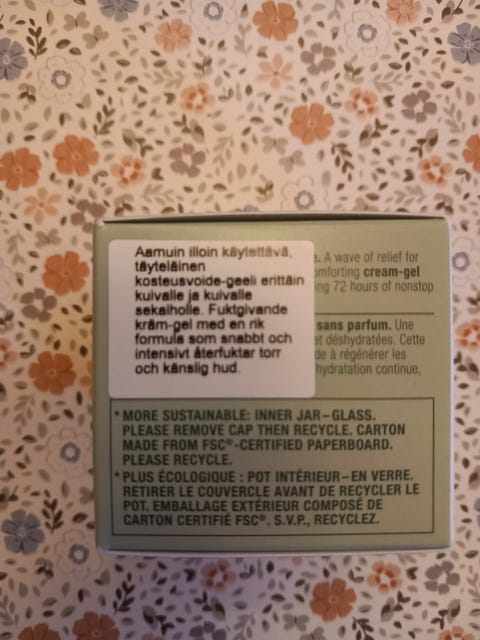 Aamuin illoin käytettävä,
täyteläinen
kosteusvoide-geeli erittäin
kuivalle ja kuivalle
sekaiholle. Fuktgivande
kräm-gel med en rik
formula som snabbt och
intensivt återfuktar torr
och känslig hud.
A wave of relief for
cream-gel
72 hours of nonstop
sans parfum. Une
déshydratées. Cette
à régénérer les
hydratation continue,
*MORE SUSTAINABLE: INNER JAR–GLASS.
PLEASE REMOVE CAP THEN RECYCLE. CARTON
MADE FROM FSC®-CERTIFIED PAPERBOARD.
PLEASE RECYCLE.
*PLUS ÉCOLOGIQUE : POT INTÉRIEUR–EN VERRE.
RETIRER LE COUVERCLE AVANT DE RECYCLER LE
POT. EMBALLAGE EXTÉRIEUR COMPOSÉ DE
CARTON CERTIFIÉ FSC®. S.V.P., RECYCLEZ.